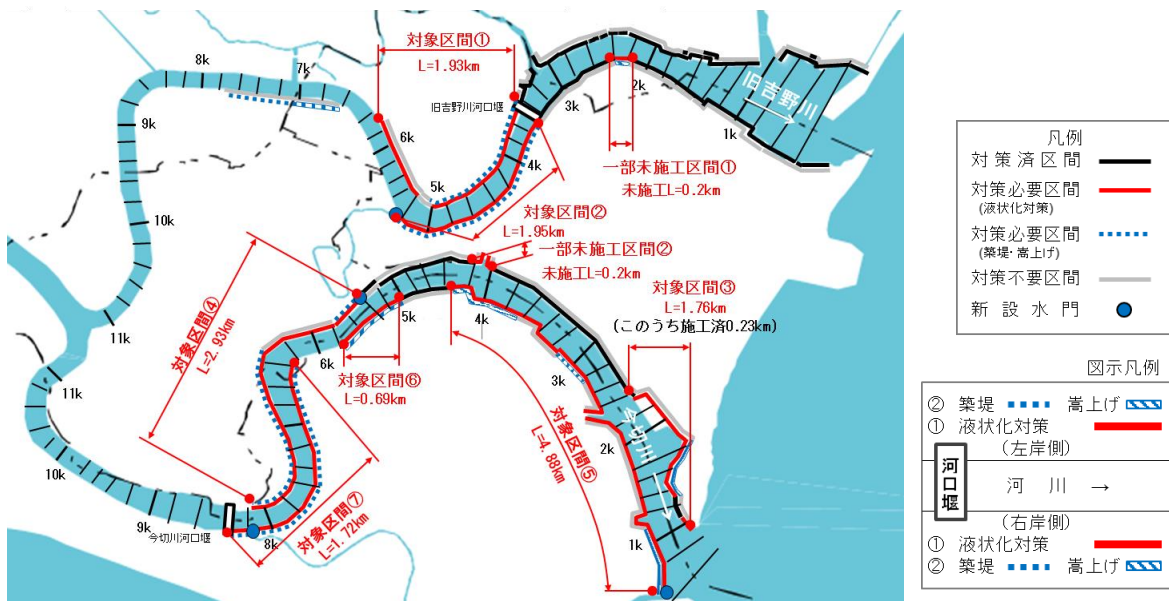 対象区間①
L=1.93km
8k
7k
旧吉野川河口堰
2k
3k
旧吉野川
1k
9k
6k
5k
4k
一部未施工区間①
未施工L=0.2km
対象区間②
L=1.95km
10k
一部未施工区間②
未施工L=0.2km
対象区間③
L=1.76km
(このうち施工済0.23km)
11k
対象区間④
L=2.93km
6k
5k
4k
3k
対象区間⑥
L=0.69km
11k
対象区間⑤
L=4.88km
2k
今切川
10k
対象区間⑦
L=1.72km
9k
8k
今切川河口堰
1k
凡例
対策済区間
対策必要区間
(液状化対策)
対策必要区間
(築堤・嵩上げ)
対策不要区間
新設水門
図示凡例
② 築堤 嵩上げ
① 液状化対策
(左岸側)
河口堰
河川 →
(右岸側)
① 液状化対策
② 築堤 嵩上げ